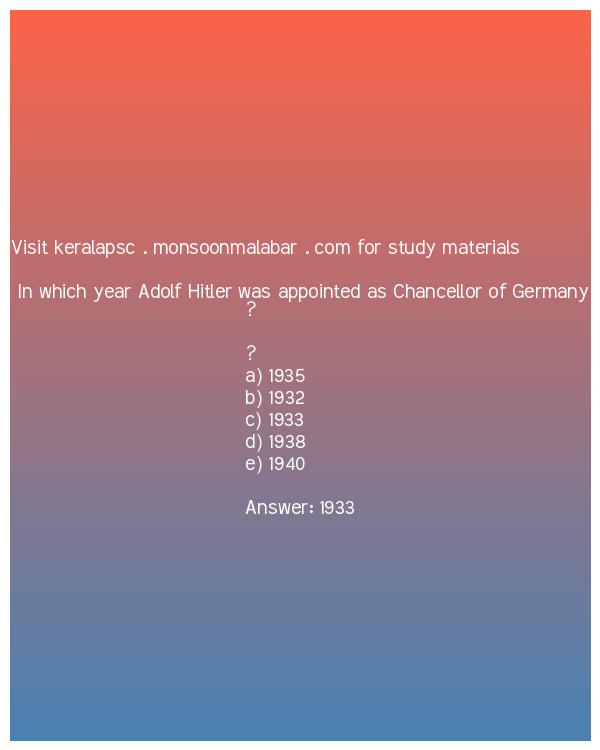 Visit keralapsc . monsoonmalabar . com for study materials
In which year Adolf Hitler was appointed as Chancellor of Germany
?
?
a) 1935
b) 1932
c) 1933
d) 1938
e) 1940
Answer: 1933